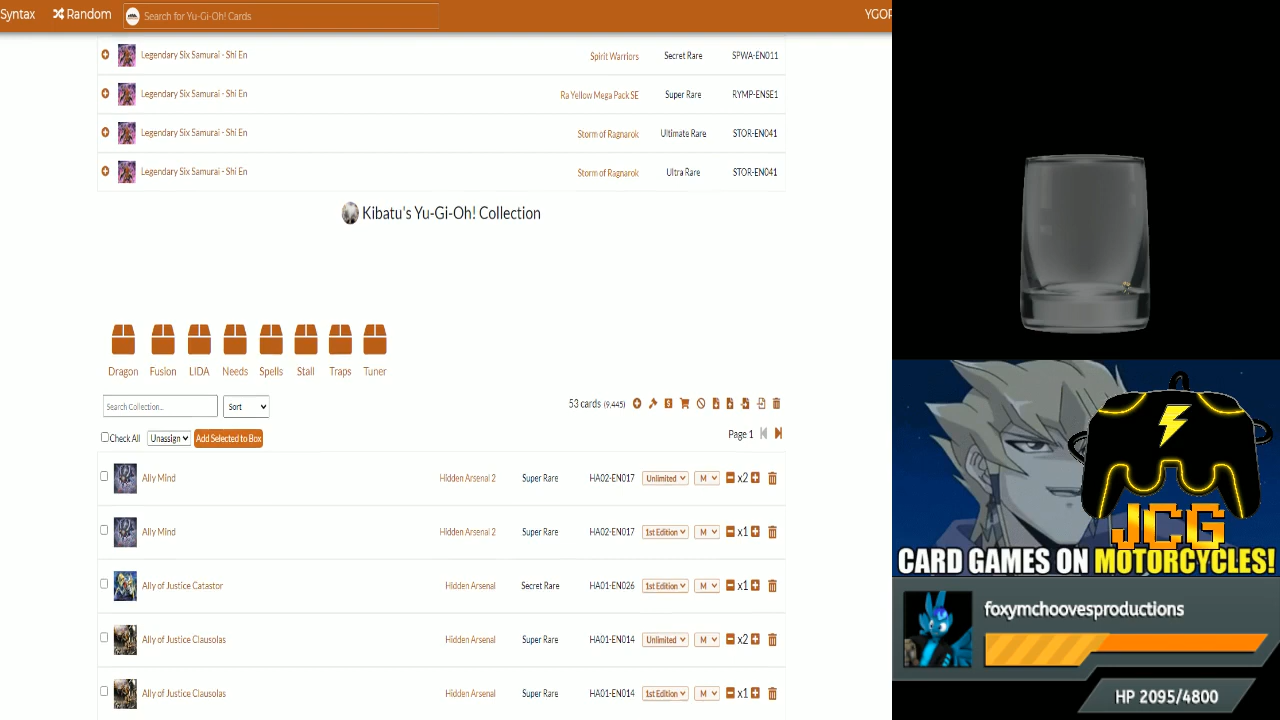 Syntax Random Search for Yu-Gi-Oh! Cards YGOP
Legendary Six Samurai - Shi En Spirit Warriors Secret Rare SPWA-EN011
Legendary Six Samurai - Shi En Ra Yellow Mega Pack SE Super Rare RYMP-ENSE1
Legendary Six Samurai - Shi En Storm of Ragnarok Ultimate Rare STOR-EN041
Legendary Six Samurai - Shi En Storm of Ragnarok Ultra Rare STOR-EN041
Kibatu's Yu-Gi-Oh! Collection
Dragon Fusion LIDA Needs Spells Stall Traps Tuner
Search Collection... Sort 53 cards (9,445)
Check All Unassign Add Selected to Box Page 1
Ally Mind Hidden Arsenal 2 Super Rare HA02-EN017 Unlimited M x2
Ally Mind Hidden Arsenal 2 Super Rare HA02-EN017 1st Edition M x1
Ally of Justice Catastor Hidden Arsenal Secret Rare HA01-EN026 1st Edition M x1
Ally of Justice Clausolas Hidden Arsenal Super Rare HA01-EN014 Unlimited M x2
Ally of Justice Clausolas Hidden Arsenal Super Rare HA01-EN014 1st Edition M x1
JCG
CARD GAMES ON MOTORCYCLES!
foxymchoovesproductions
HP 2095/4800